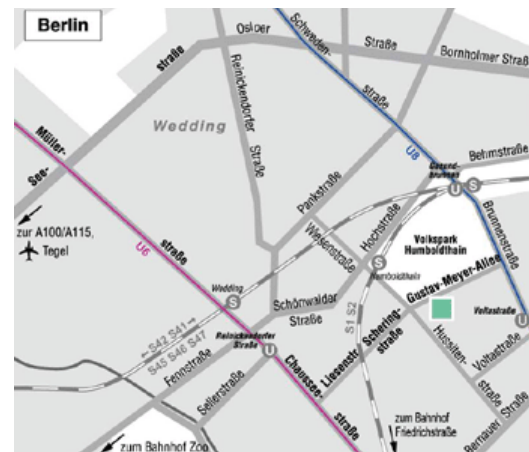 Berlin
Osloer
Straße
Schweden-
straße
Bornholmer Straße
Reinickendorfer
Straße
straße
See-
Müller-
straße
Wedding
U8
Gesund-
brunnen
U
S
Behmstraße
Pankstraße
Wiesenstraße
Hochstraße
Brunnenstraße
Volkspark
Humboldthain
zur A100/A115,
Tegel
U6
S
Humboldthain
Gustav-Meyer-Allee
Wedding
S
Schönwalder
Straße
S1 S2
Schering-
straße
Voltastraße
U
←S42 S41→
S45 S46 S47
Reinickendorfer
Straße
U
Fennstraße
Sellerstraße
Chaussee-
straße
Liesenstr
Hussiten-
straße
Voltastraße
Bernauer Straße
zum Bahnhof
Friedrichstraße
zum Bahnhof Zoo